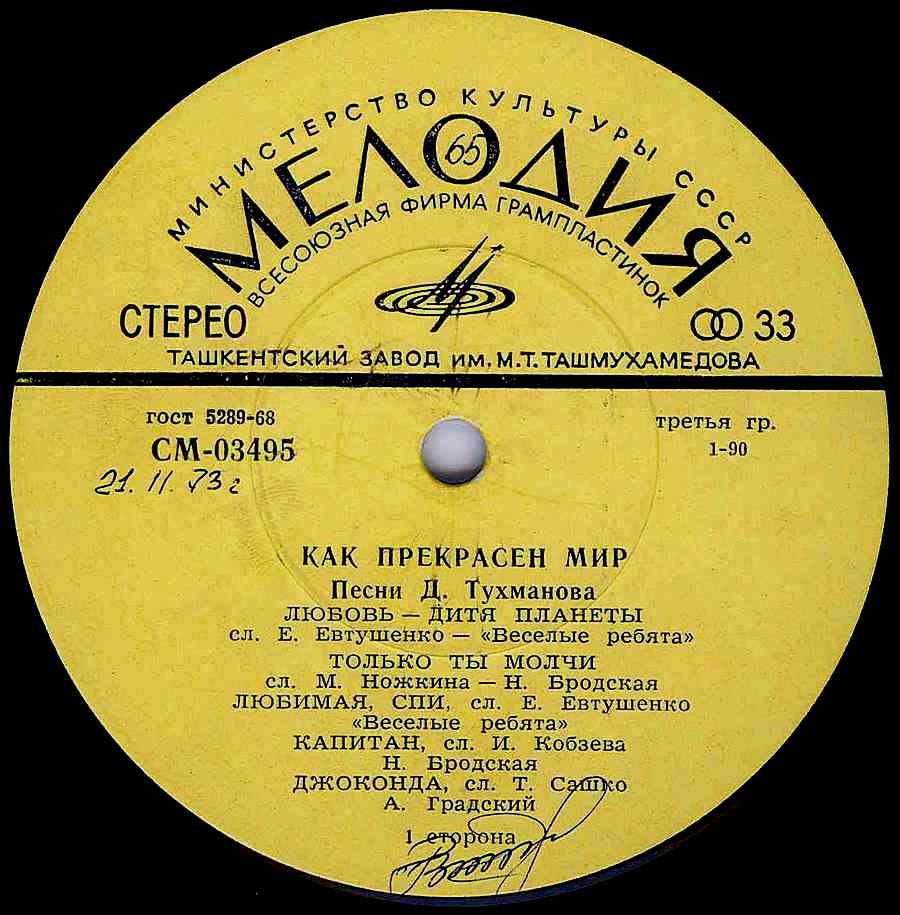 МИНИСТЕРСТВО КУЛЬТУРЫ СССР
МЕЛОДИЯ
65
ВСЕСОЮЗНАЯ ФИРМА ГРАМПЛАСТИНОК
СТЕРЕО
33
ТАШКЕНТСКИЙ ЗАВОД им. М.Т. ТАШМУХАМЕДОВА
гост 5289-68
третья гр.
СМ-03495
1-90
21. 11. 73 г
КАК ПРЕКРАСЕН МИР
Песни Д. Тухманова
ЛЮБОВЬ — ДИТЯ ПЛАНЕТЫ
сл. Е. Евтушенко — «Веселые ребята»
ТОЛЬКО ТЫ МОЛЧИ
сл. М. Ножкина — Н. Бродская
ЛЮБИМАЯ, СПИ, сл. Е. Евтушенко
«Веселые ребята»
КАПИТАН, сл. И. Кобзева
Н. Бродская
ДЖОКОНДА, сл. Т. Сашко
А. Градский
1 сторона